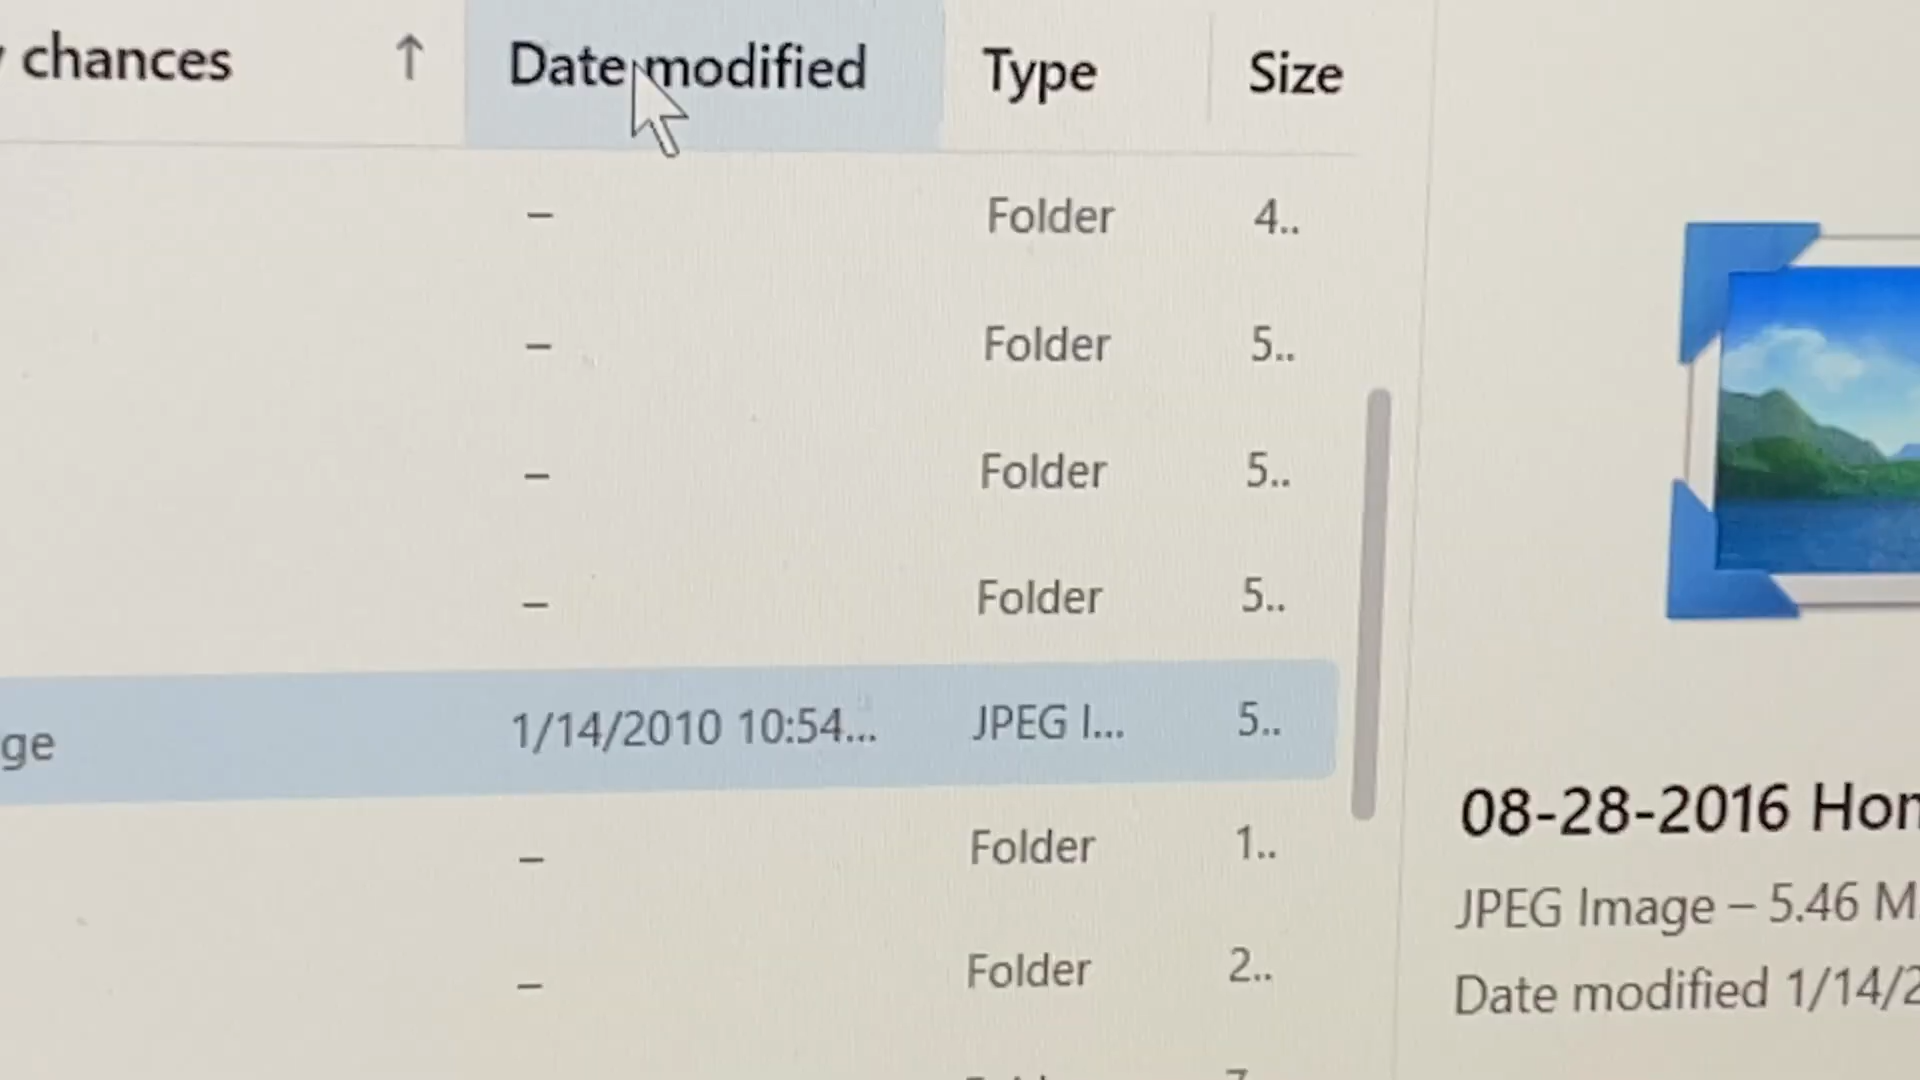 chances ↑ Date modified Type Size
– Folder 4..
– Folder 5..
– Folder 5..
– Folder 5..
ge 1/14/2010 10:54... JPEG I... 5..
– Folder 1..
– Folder 2..
08-28-2016 Hon
JPEG Image – 5.46 M
Date modified 1/14/2